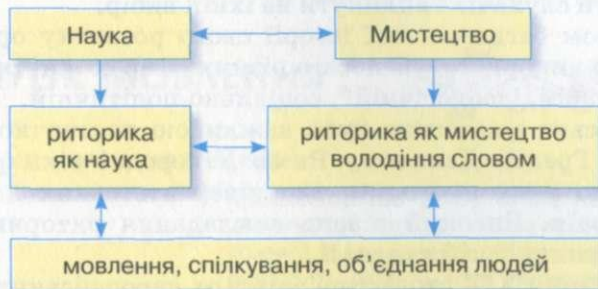 Наука
Мистецтво
риторика
як наука
риторика як мистецтво
володіння словом
мовлення, спілкування, об'єднання людей